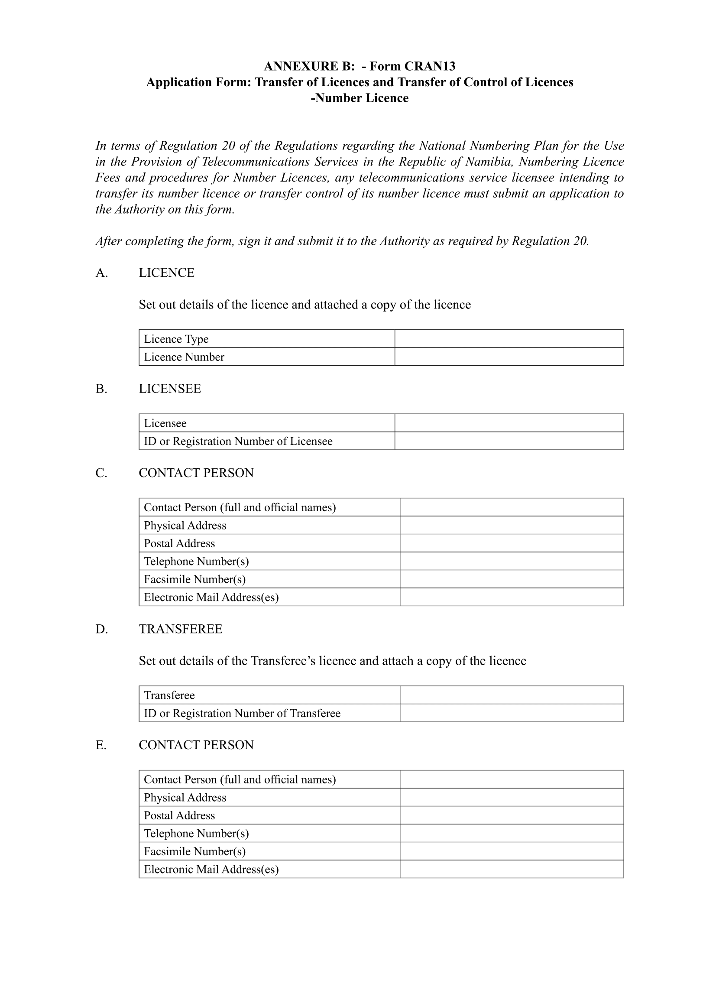 ANNEXURE B:  - Form CRAN13
Application Form: Transfer of Licences and Transfer of Control of Licences
-Number Licence
In terms of Regulation 20 of the Regulations regarding the National Numbering Plan for the Use
in the Provision of Telecommunications Services in the Republic of Namibia, Numbering Licence
Fees and procedures for Number Licences, any telecommunications service licensee intending to
transfer its number licence or transfer control of its number licence must submit an application to
the Authority on this form.
After completing the form, sign it and submit it to the Authority as required by Regulation 20.
A. LICENCE
Set out details of the licence and attached a copy of the licence
Licence Type
Licence Number
B. LICENSEE
Licensee
ID or Registration Number of Licensee
C. CONTACT PERSON
Contact Person (full and official names)
Physical Address
Postal Address
Telephone Number(s)
Facsimile Number(s)
Electronic Mail Address(es)
D. TRANSFEREE
Set out details of the Transferee’s licence and attach a copy of the licence
Transferee
ID or Registration Number of Transferee
E. CONTACT PERSON
Contact Person (full and official names)
Physical Address
Postal Address
Telephone Number(s)
Facsimile Number(s)
Electronic Mail Address(es)